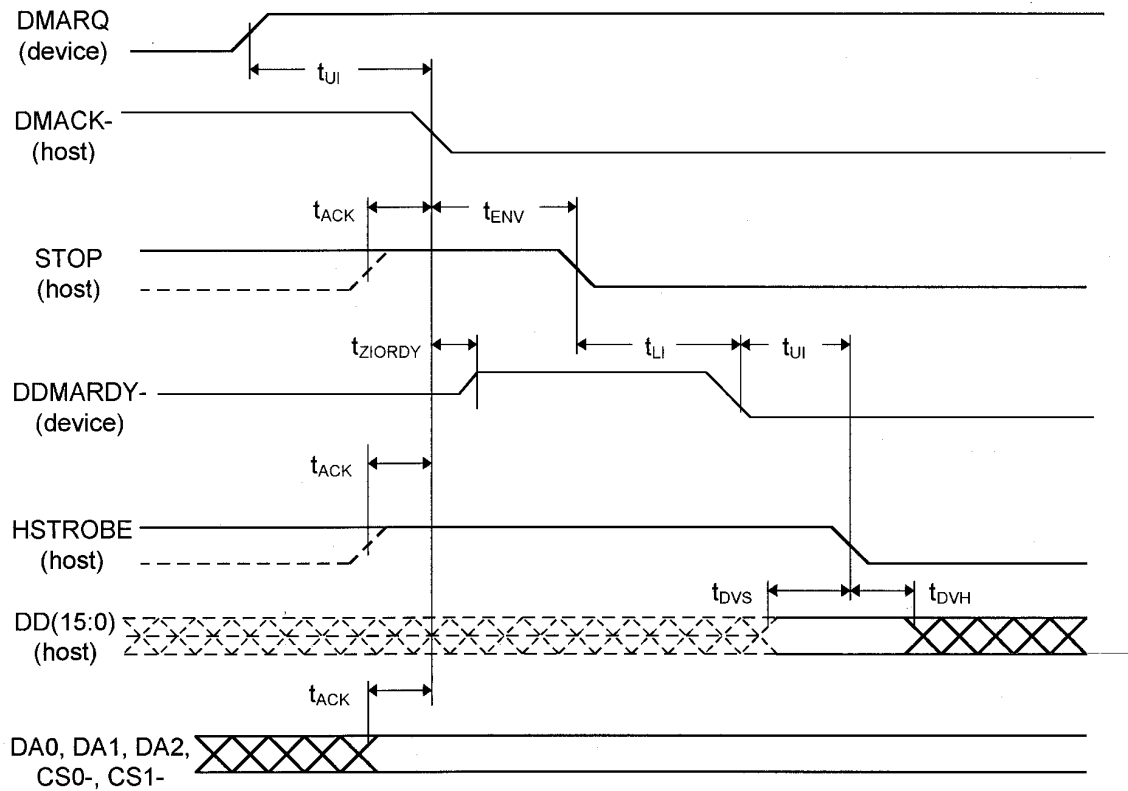 DMARQ
(device)
tUI
DMACK-
(host)
tACK
tENV
STOP
(host)
tZIORDY
tLI
tUI
DDMARDY-
(device)
tACK
HSTROBE
(host)
tDVS
tDVH
DD(15:0)
(host)
tACK
DA0, DA1, DA2,
CS0-, CS1-